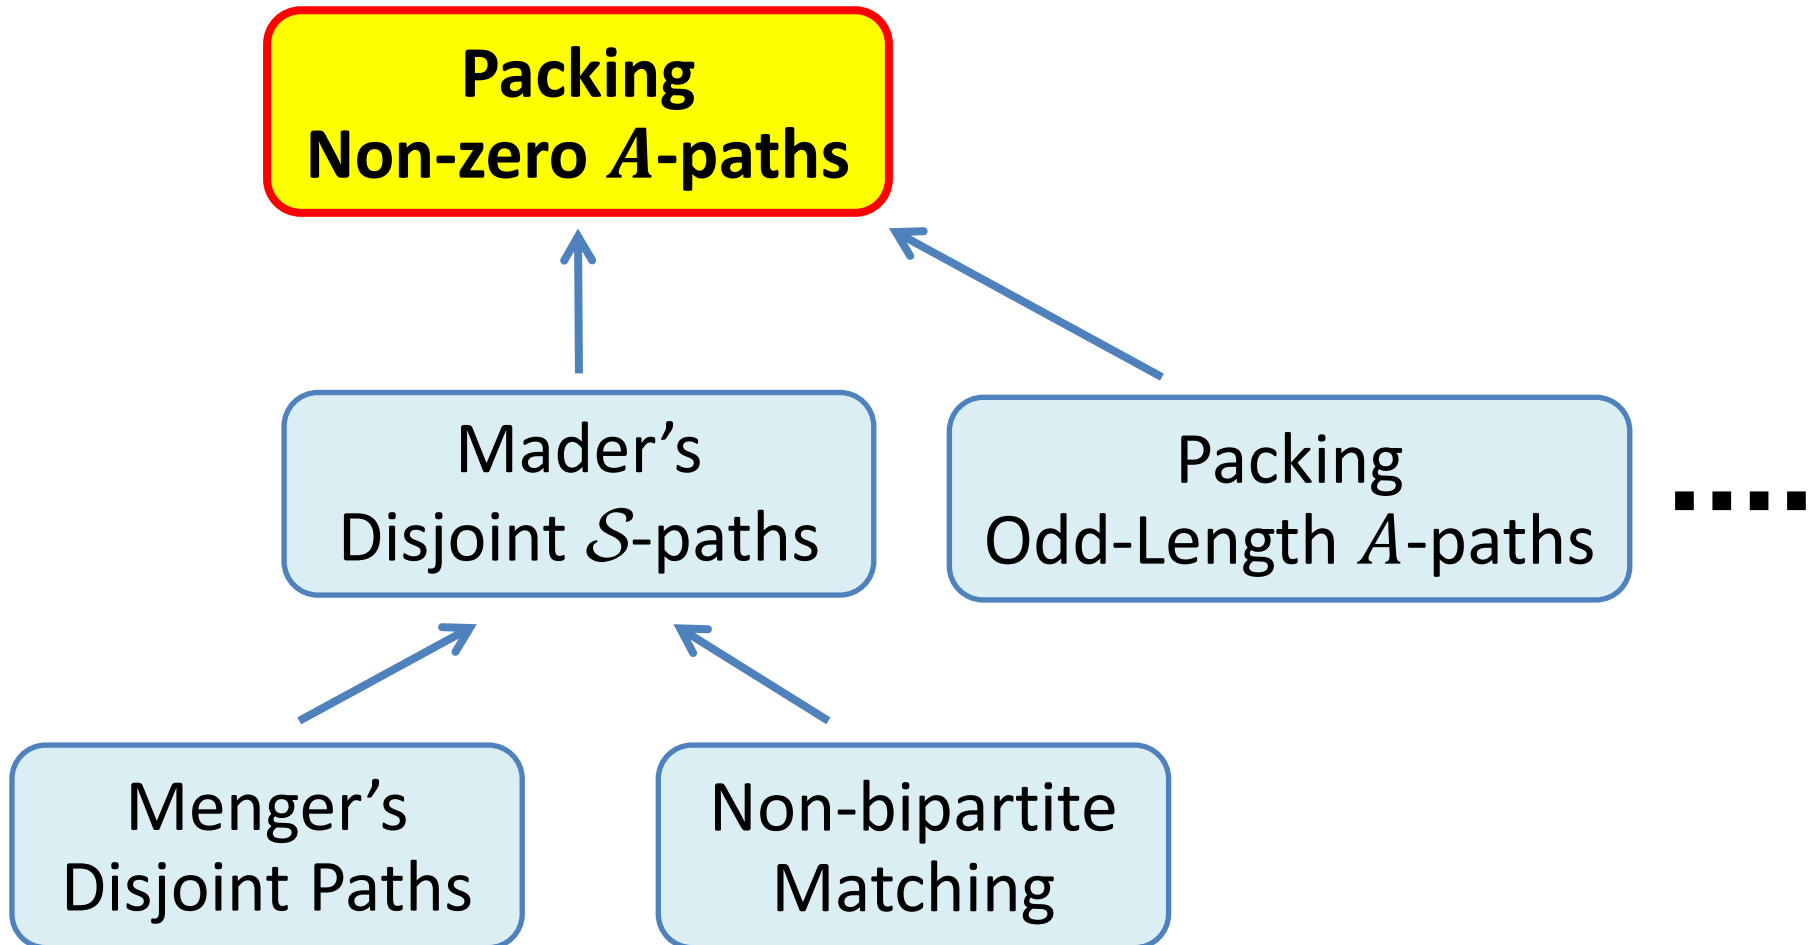 Packing
Non-zero A-paths
Mader’s
Disjoint 𝒮-paths
Packing
Odd-Length A-paths
Menger’s
Disjoint Paths
Non-bipartite
Matching